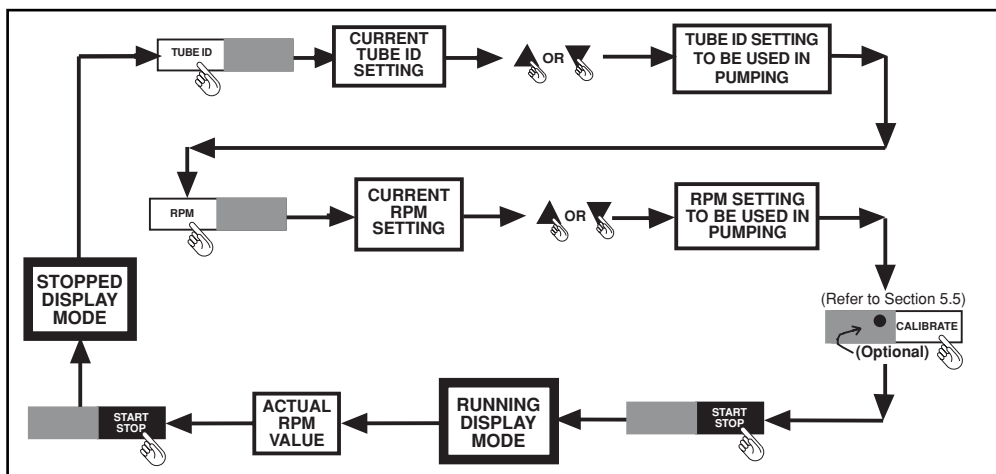 TUBE ID
CURRENT
TUBE ID
SETTING
OR
TUBE ID SETTING
TO BE USED IN
PUMPING
RPM
CURRENT
RPM
SETTING
OR
RPM SETTING
TO BE USED IN
PUMPING
(Refer to Section 5.5)
CALIBRATE
(Optional)
START
STOP
RUNNING
DISPLAY
MODE
ACTUAL
RPM
VALUE
START
STOP
STOPPED
DISPLAY
MODE